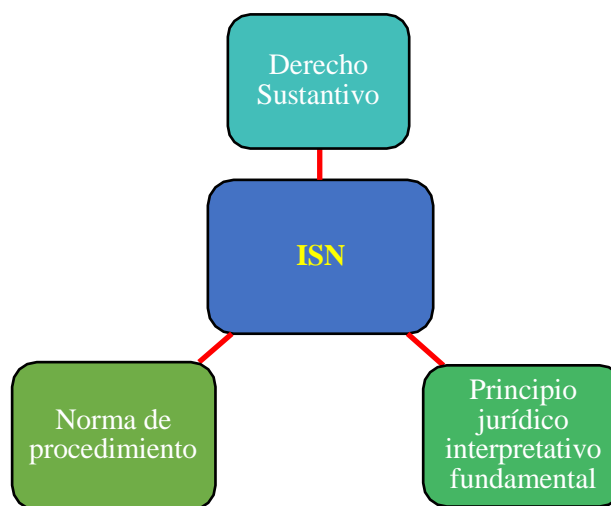 Derecho
Sustantivo
ISN
Norma de
procedimiento
Principio
jurídico
interpretativo
fundamental